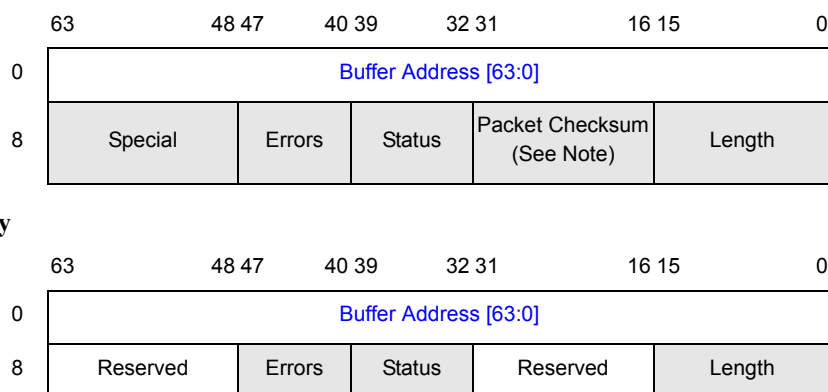 63 48 47 40 39 32 31 16 15 0
0 Buffer Address [63:0]
8 Special Errors Status Packet Checksum (See Note) Length
y
63 48 47 40 39 32 31 16 15 0
0 Buffer Address [63:0]
8 Reserved Errors Status Reserved Length